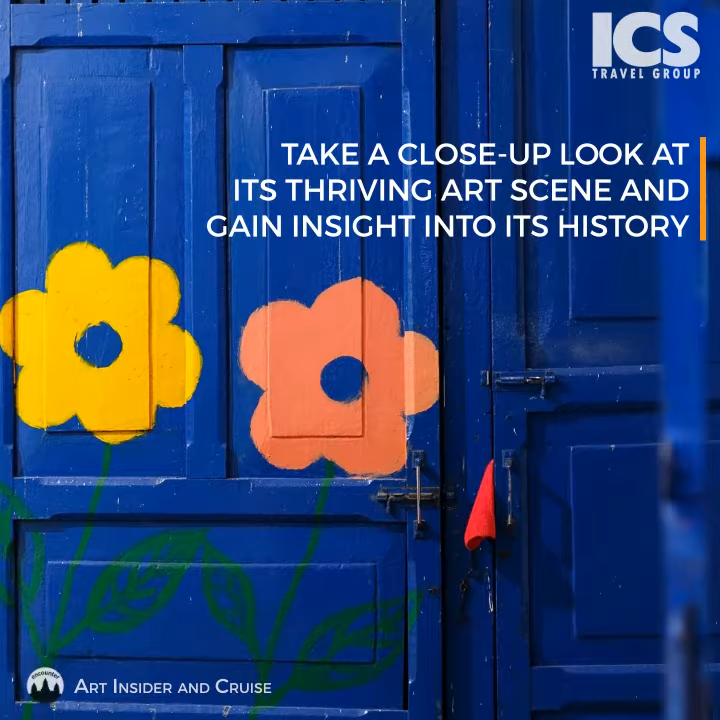 ICS
TRAVEL GROUP
TAKE A CLOSE-UP LOOK AT
ITS THRIVING ART SCENE AND
GAIN INSIGHT INTO ITS HISTORY
encounter
ART INSIDER AND CRUISE